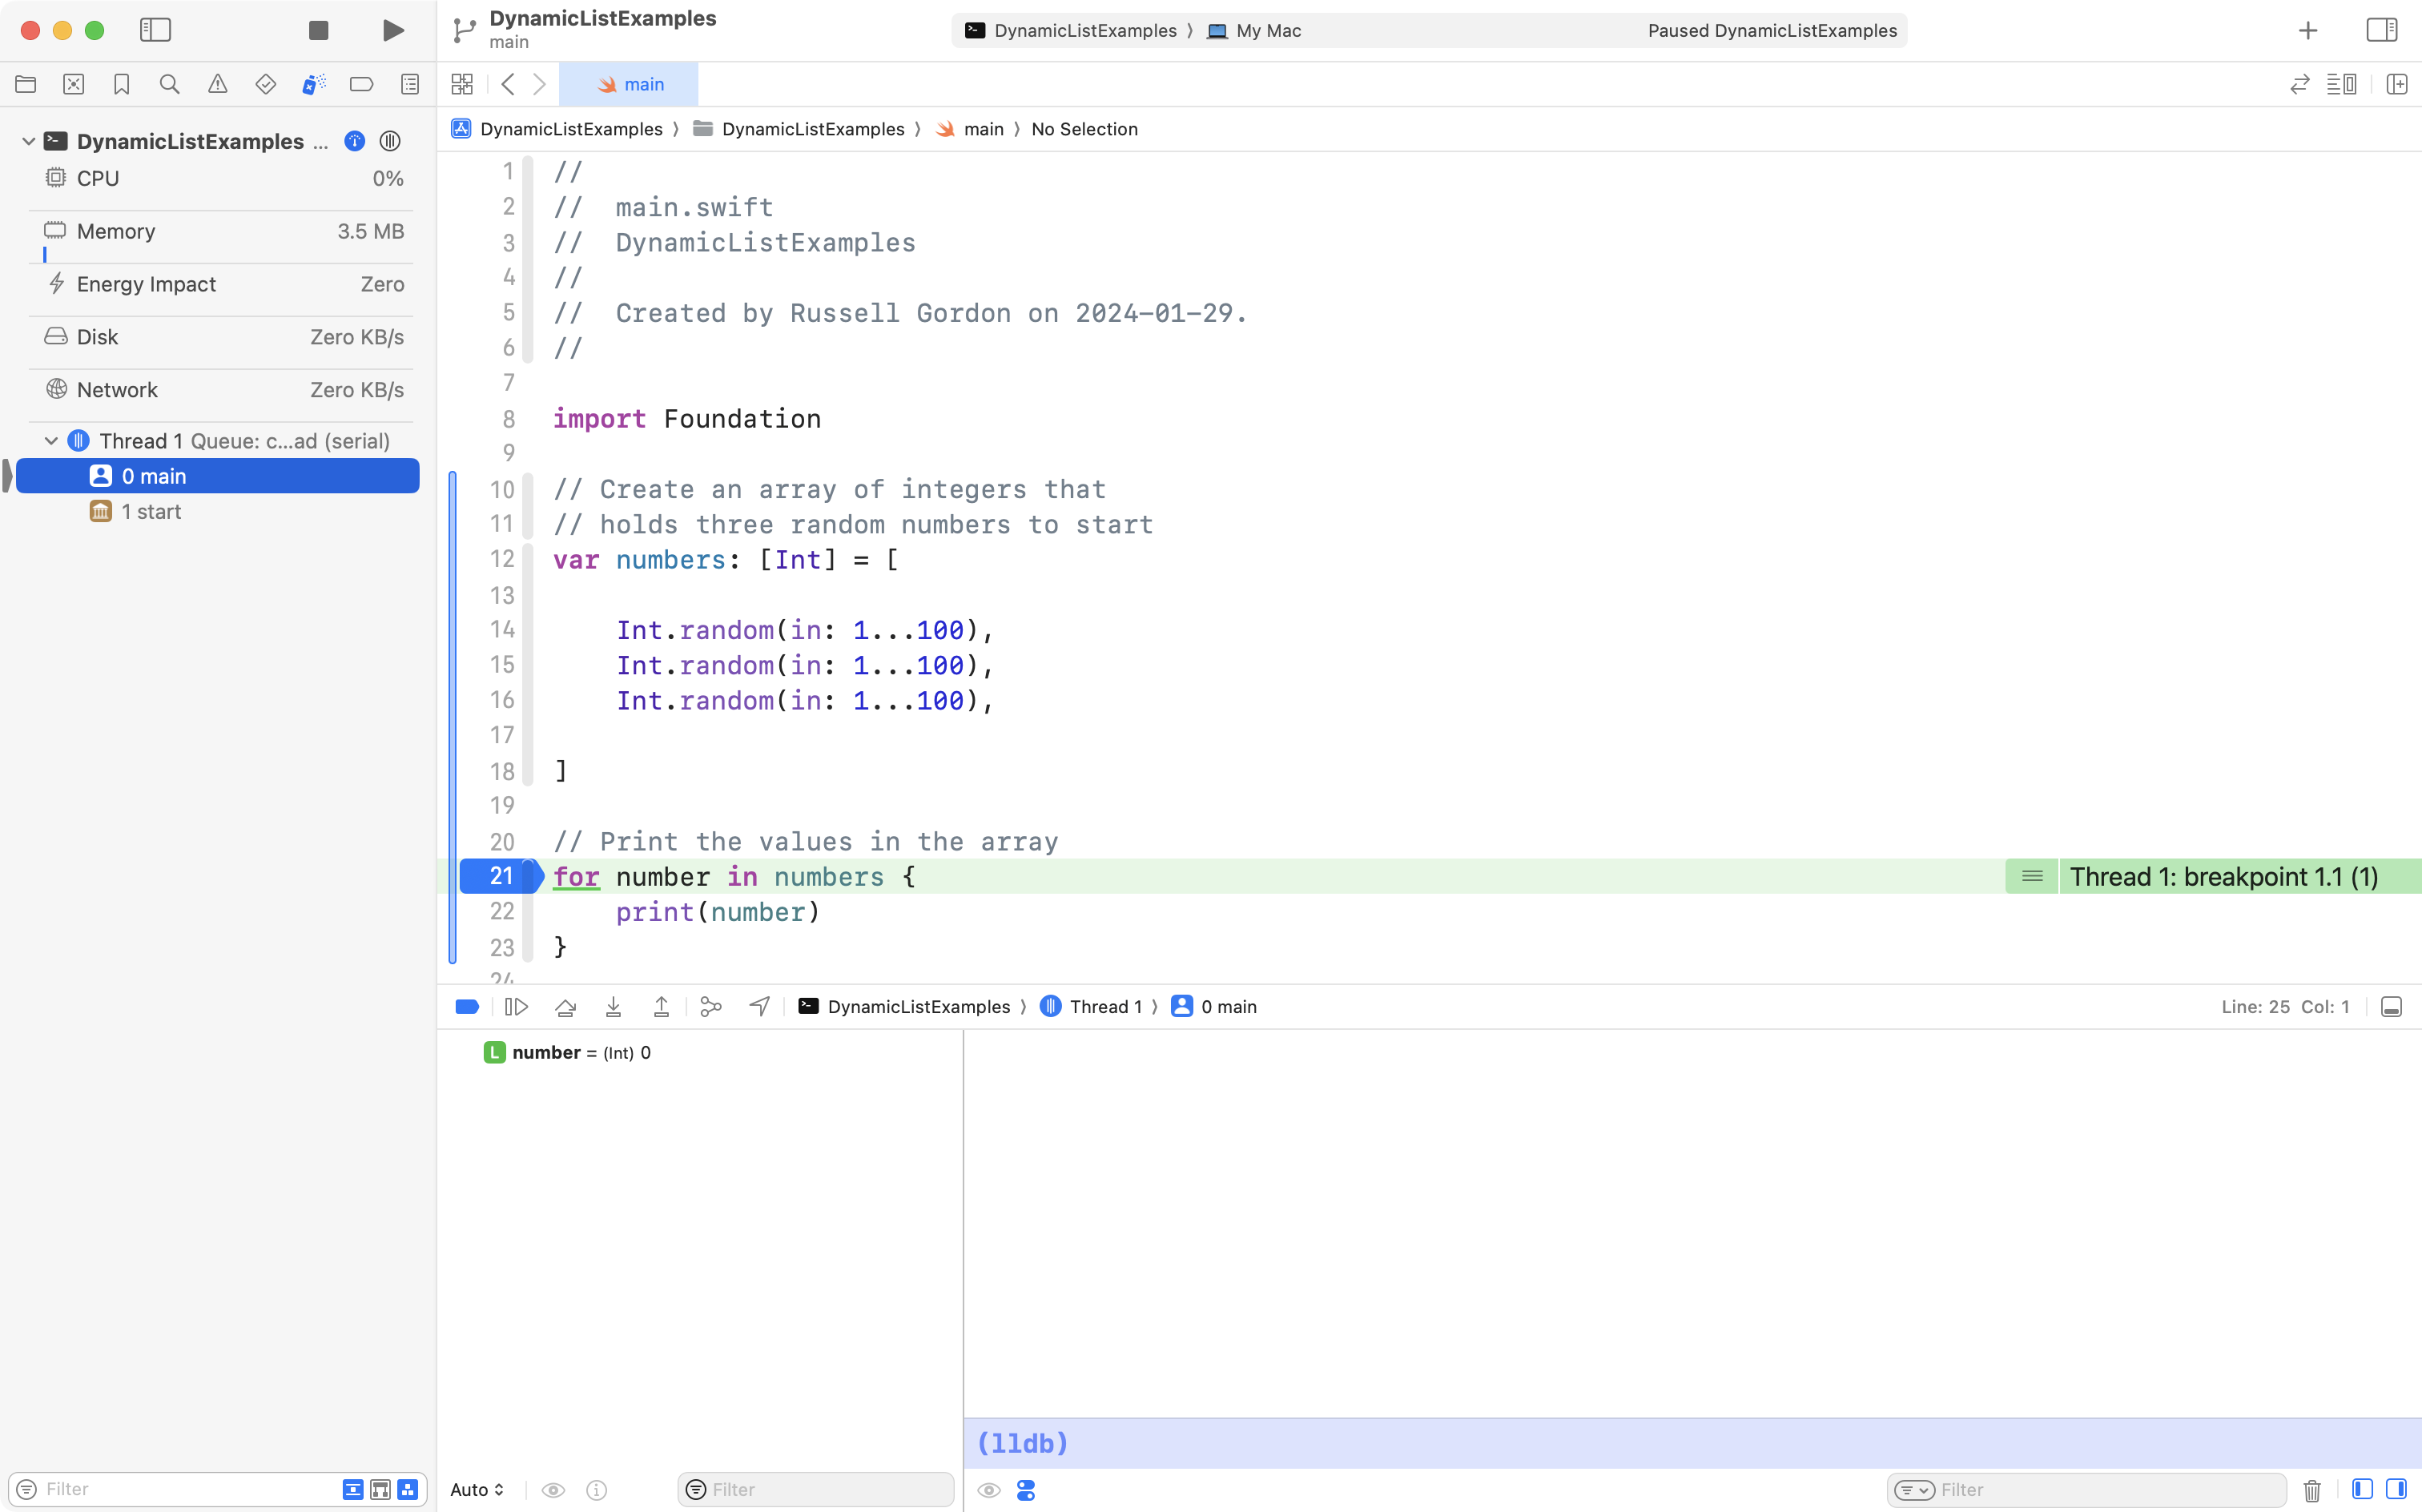 DynamicListExamples
main
DynamicListExamples 〉 My Mac
Paused DynamicListExamples
main
DynamicListExamples 〉 DynamicListExamples 〉 main 〉 No Selection
DynamicListExamples ...
CPU 0%
Memory 3.5 MB
Energy Impact Zero
Disk Zero KB/s
Network Zero KB/s
Thread 1 Queue: c...ad (serial)
0 main
1 start
1 //
2 //  main.swift
3 //  DynamicListExamples
4 //
5 //  Created by Russell Gordon on 2024-01-29.
6 //
7
8 import Foundation
9
10 // Create an array of integers that
11 // holds three random numbers to start
12 var numbers: [Int] = [
13
14     Int.random(in: 1...100),
15     Int.random(in: 1...100),
16     Int.random(in: 1...100),
17
18 ]
19
20 // Print the values in the array
21 for number in numbers {
Thread 1: breakpoint 1.1 (1)
22     print(number)
23 }
24
DynamicListExamples 〉 Thread 1 〉 0 main
Line: 25 Col: 1
L number = (Int) 0
(lldb)
Filter
Auto
Filter
Filter